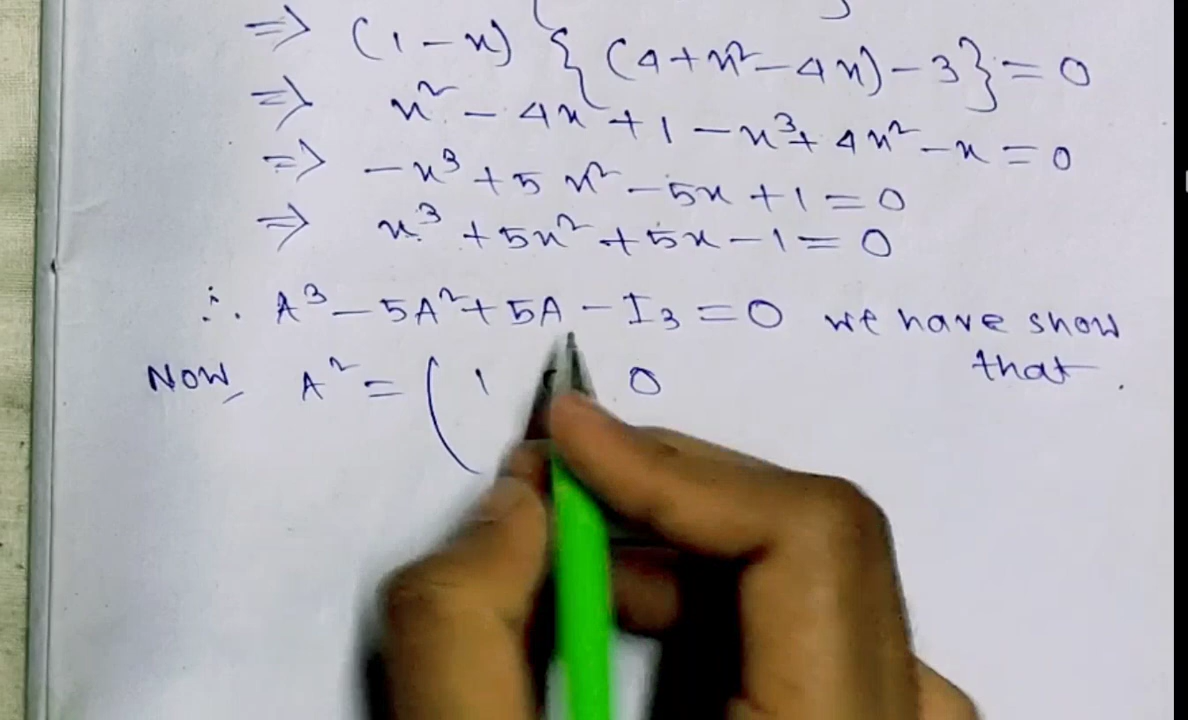 ⇒ (1-x) {(4+x²-4x)-3}=0
⇒ x²-4x+1-x³+4x²-x=0
⇒ -x³+5x²-5x+1=0
⇒ x³+5x²+5x-1=0
∴ A³-5A²+5A-I₃=0 we have show that.
Now, A²=( 1 0